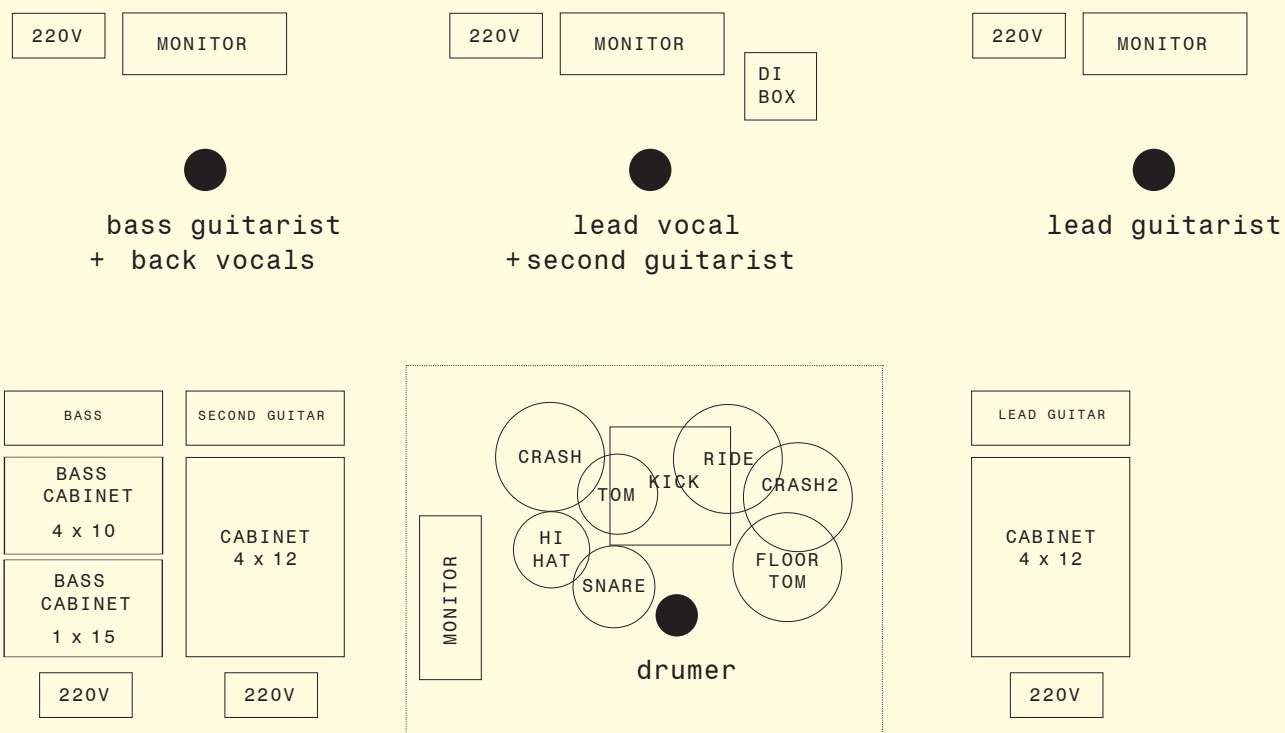 220V
MONITOR
220V
MONITOR
DI
BOX
220V
MONITOR
bass guitarist
+ back vocals
lead vocal
+ second guitarist
lead guitarist
BASS
SECOND GUITAR
BASS
CABINET
4 x 10
BASS
CABINET
1 x 15
CABINET
4 x 12
220V
220V
MONITOR
CRASH
TOM
KICK
RIDE
CRASH2
HI
HAT
SNARE
FLOOR
TOM
drumer
LEAD GUITAR
CABINET
4 x 12
220V